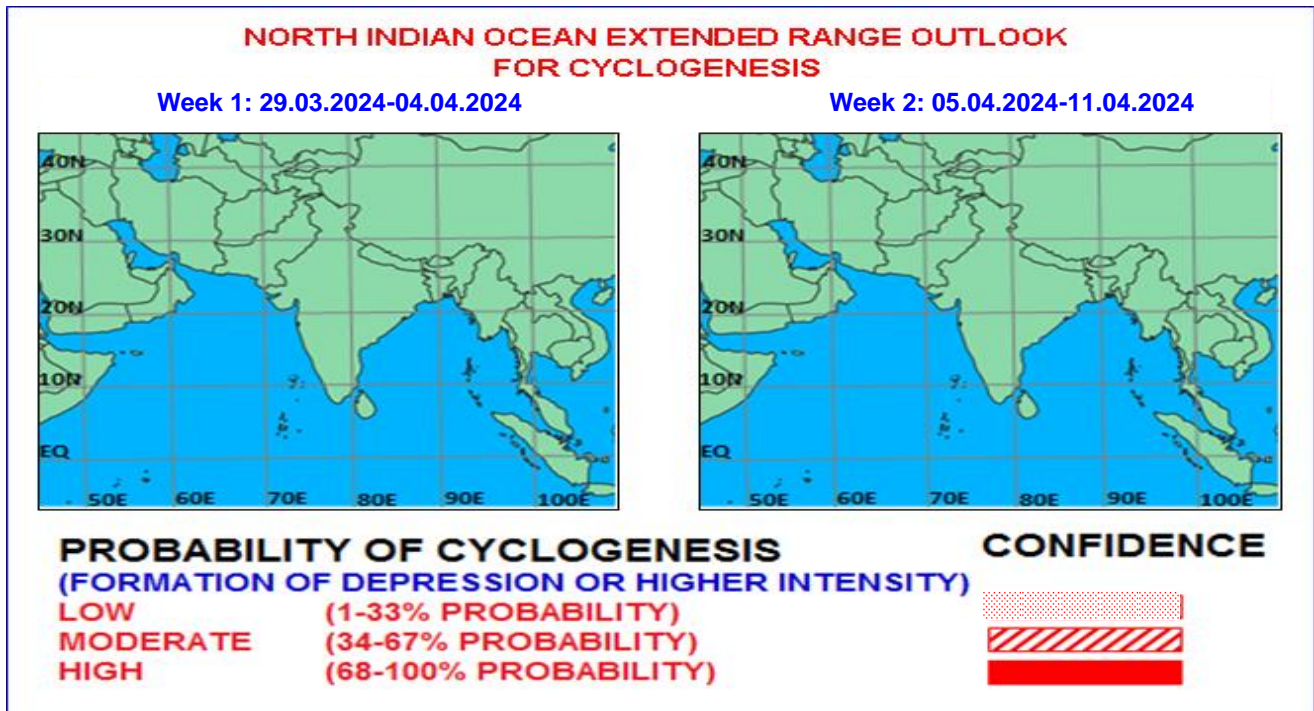 NORTH INDIAN OCEAN EXTENDED RANGE OUTLOOK
FOR CYCLOGENESIS
Week 1: 29.03.2024-04.04.2024
Week 2: 05.04.2024-11.04.2024
40N
30N
20N
10N
EQ
50E 60E 70E 80E 90E 100E
40N
30N
20N
10N
EQ
50E 60E 70E 80E 90E 100E
PROBABILITY OF CYCLOGENESIS
(FORMATION OF DEPRESSION OR HIGHER INTENSITY)
CONFIDENCE
LOW (1-33% PROBABILITY)
MODERATE (34-67% PROBABILITY)
HIGH (68-100% PROBABILITY)